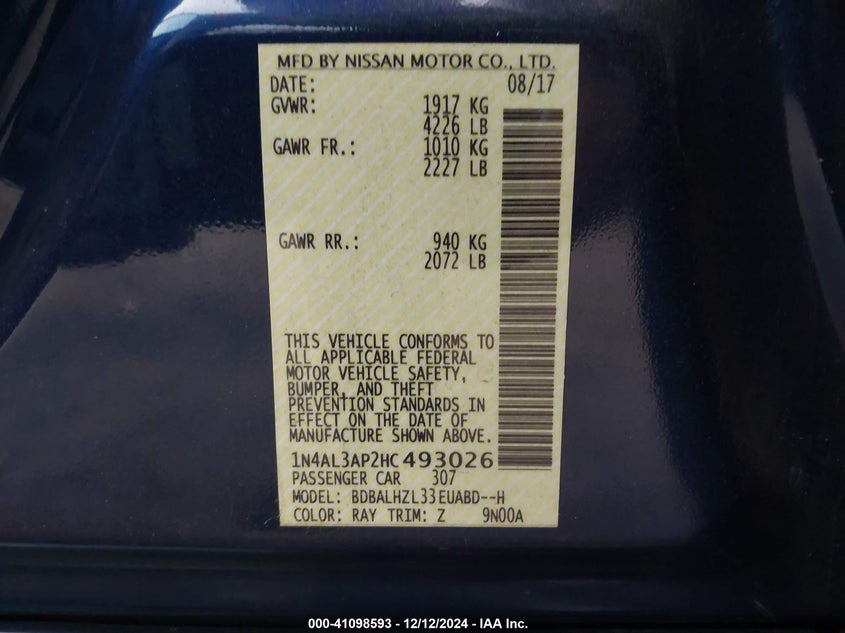 MFD BY NISSAN MOTOR CO., LTD.
DATE: 08/17
GVWR: 1917 KG
4226 LB
GAWR FR.: 1010 KG
2227 LB
GAWR RR.: 940 KG
2072 LB
THIS VEHICLE CONFORMS TO
ALL APPLICABLE FEDERAL
MOTOR VEHICLE SAFETY,
BUMPER, AND THEFT
PREVENTION STANDARDS IN
EFFECT ON THE DATE OF
MANUFACTURE SHOWN ABOVE.
1N4AL3AP2HC493026
PASSENGER CAR 307
MODEL: BDBALHZL33EUABD--H
COLOR: RAY TRIM: Z 9N00A
000-41098593 - 12/12/2024 - IAA Inc.